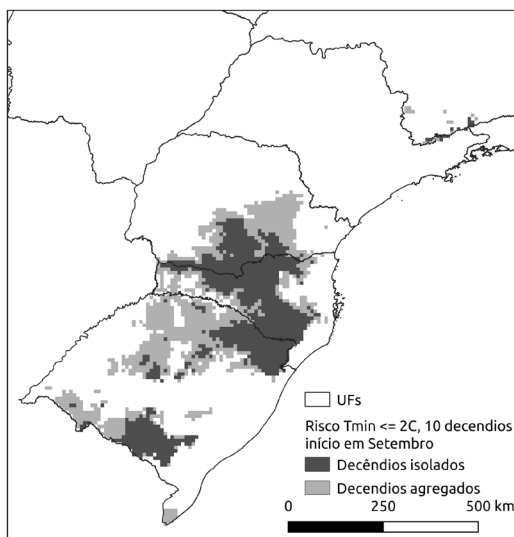 UFs
Risco Tmin <= 2C, 10 decendios
início em Setembro
Decêndios isolados
Decendios agregados
0 250 500 km